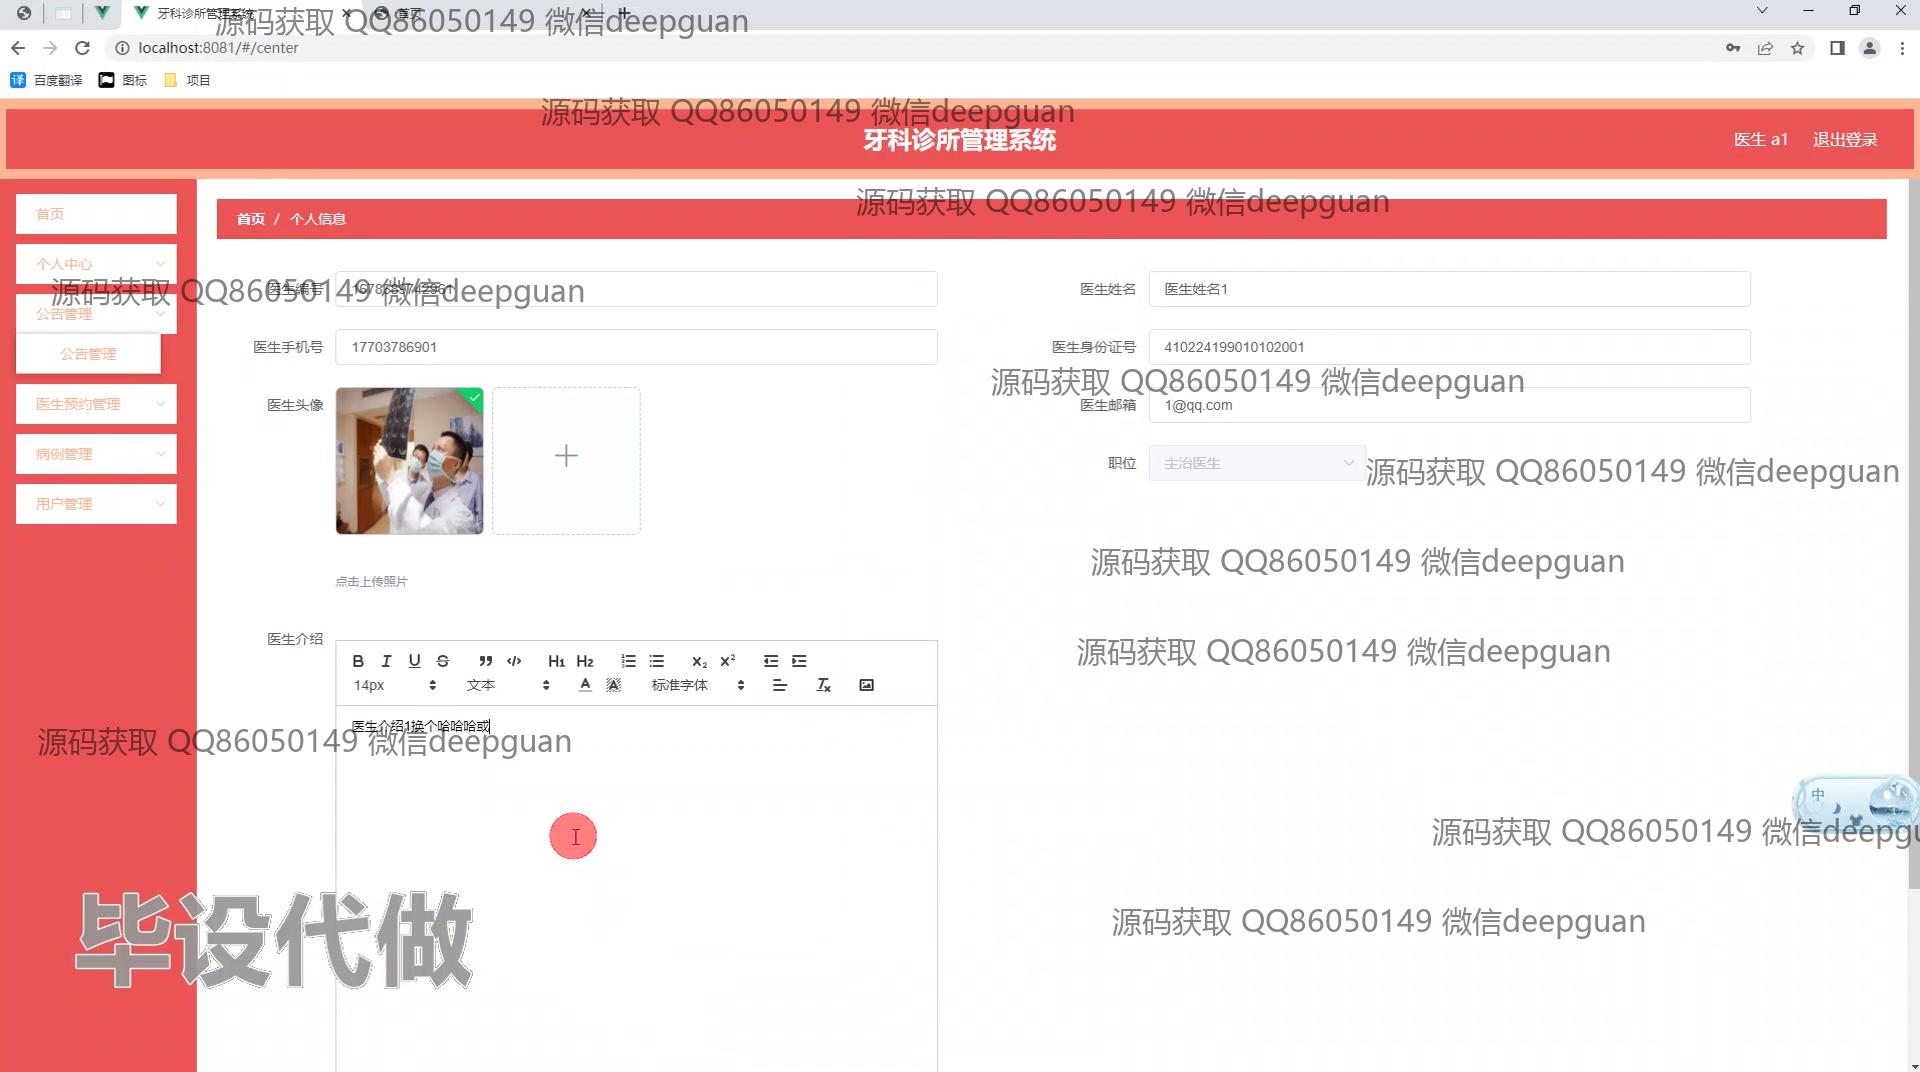 牙科诊所管理系统
首页
源码获取 QQ86050149 微信deepguan
localhost:8081/#/center
百度翻译
图标
项目
源码获取 QQ86050149 微信deepguan
牙科诊所管理系统
医生 a1
退出登录
源码获取 QQ86050149 微信deepguan
首页 / 个人信息
首页
个人中心
公告管理
公告管理
医生预约管理
病例管理
用户管理
源码获取 QQ86050149 微信deepguan
医生编号
医生姓名
医生姓名1
医生手机号
17703786901
医生身份证号
410224199010102001
源码获取 QQ86050149 微信deepguan
医生头像
医生邮箱
1@qq.com
职位
主治医生
源码获取 QQ86050149 微信deepguan
源码获取 QQ86050149 微信deepguan
点击上传照片
医生介绍
B I U S H1 H2 X2 X2
源码获取 QQ86050149 微信deepguan
14px
文本
A
标准字体
医生介绍1换个哈哈哈或
源码获取 QQ86050149 微信deepguan
中
源码获取 QQ86050149 微信deepgu
毕设代做
源码获取 QQ86050149 微信deepguan